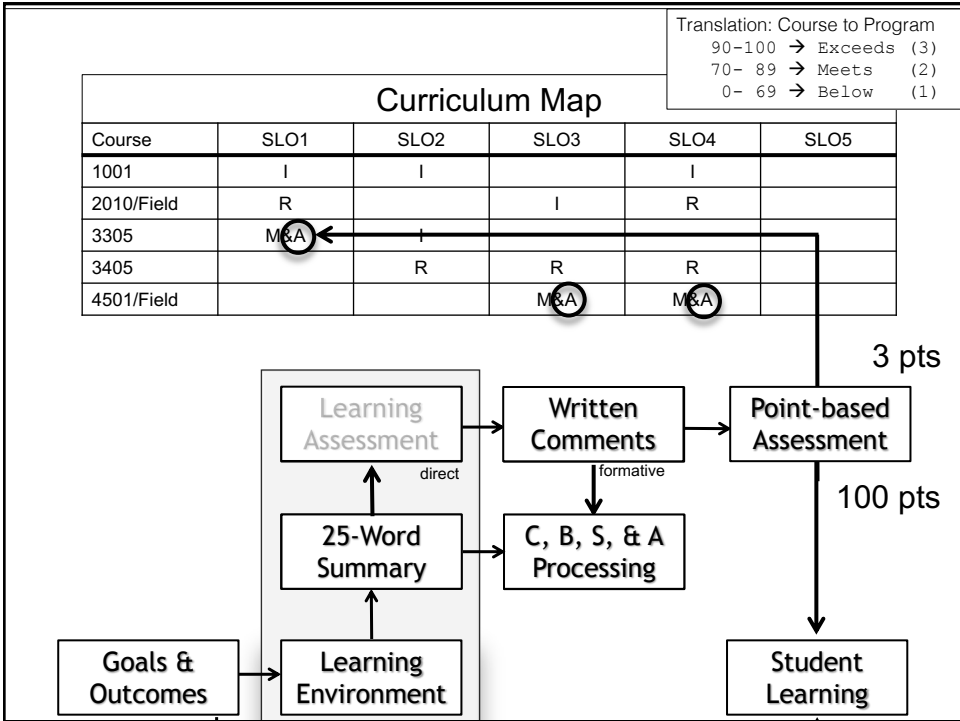 Translation: Course to Program
90-100 → Exceeds (3)
70- 89 → Meets (2)
0- 69 → Below (1)
Curriculum Map
Course SLO1 SLO2 SLO3 SLO4 SLO5
1001 I I I
2010/Field R I R
3305 M&A I
3405 R R R
4501/Field M&A M&A
3 pts
Learning
Assessment
Written
Comments
Point-based
Assessment
direct
formative
100 pts
25-Word
Summary
C, B, S, & A
Processing
Goals &
Outcomes
Learning
Environment
Student
Learning